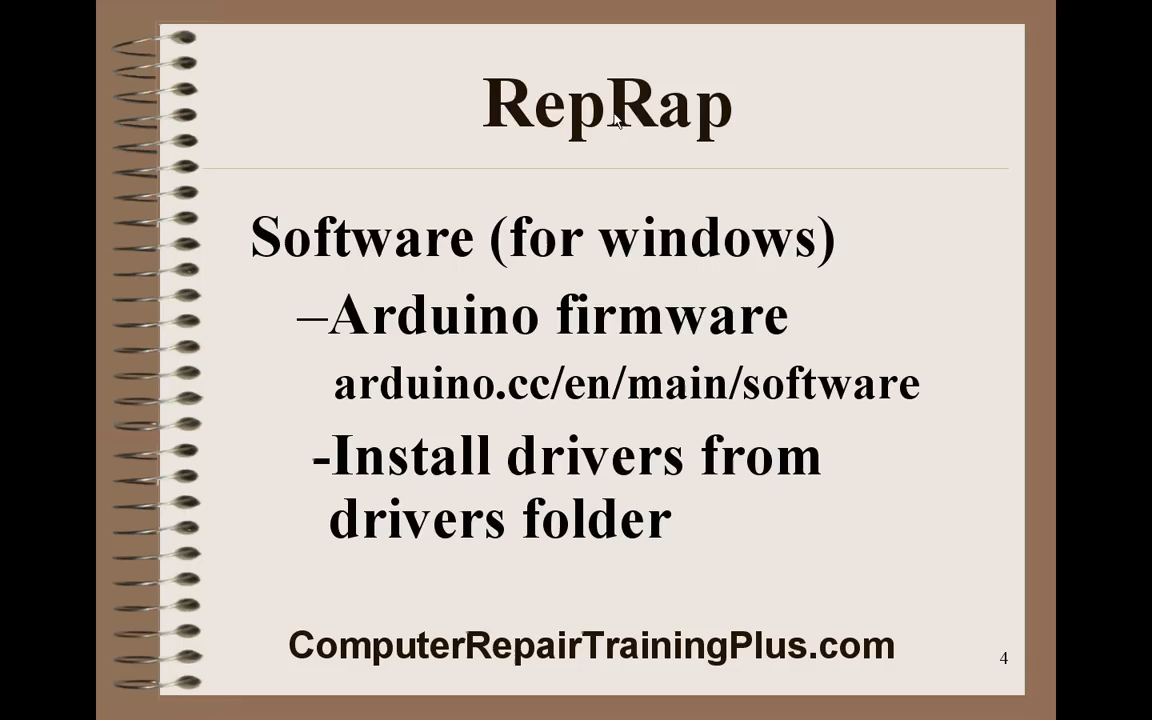 RepRap
Software (for windows)
–Arduino firmware
arduino.cc/en/main/software
-Install drivers from
drivers folder
ComputerRepairTrainingPlus.com
4